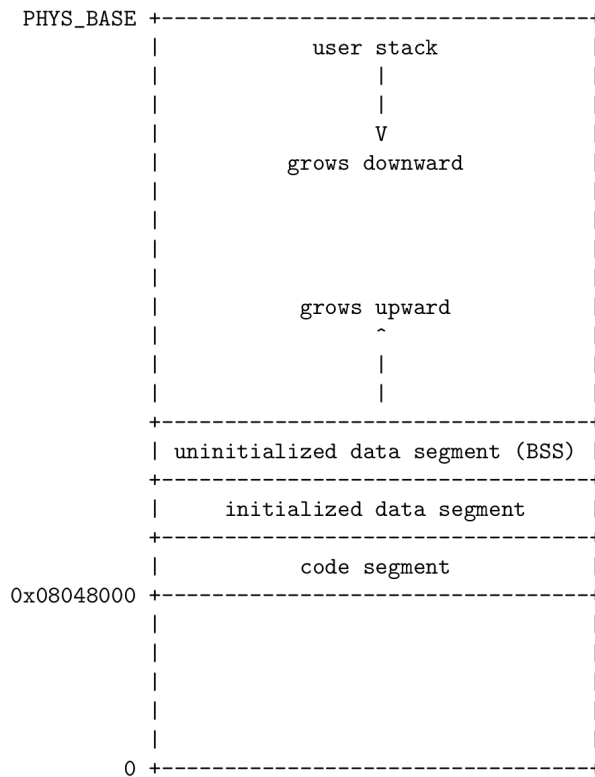 PHYS_BASE +----------------------------------+
          |            user stack            |
          |                 |                |
          |                 |                |
          |                 V                |
          |          grows downward          |
          |                                  |
          |                                  |
          |                                  |
          |                                  |
          |           grows upward           |
          |                 ^                |
          |                 |                |
          |                 |                |
          +----------------------------------+
          | uninitialized data segment (BSS) |
          +----------------------------------+
          |     initialized data segment     |
          +----------------------------------+
          |           code segment           |
0x08048000 +----------------------------------+
          |                                  |
          |                                  |
          |                                  |
          |                                  |
          |                                  |
        0 +----------------------------------+